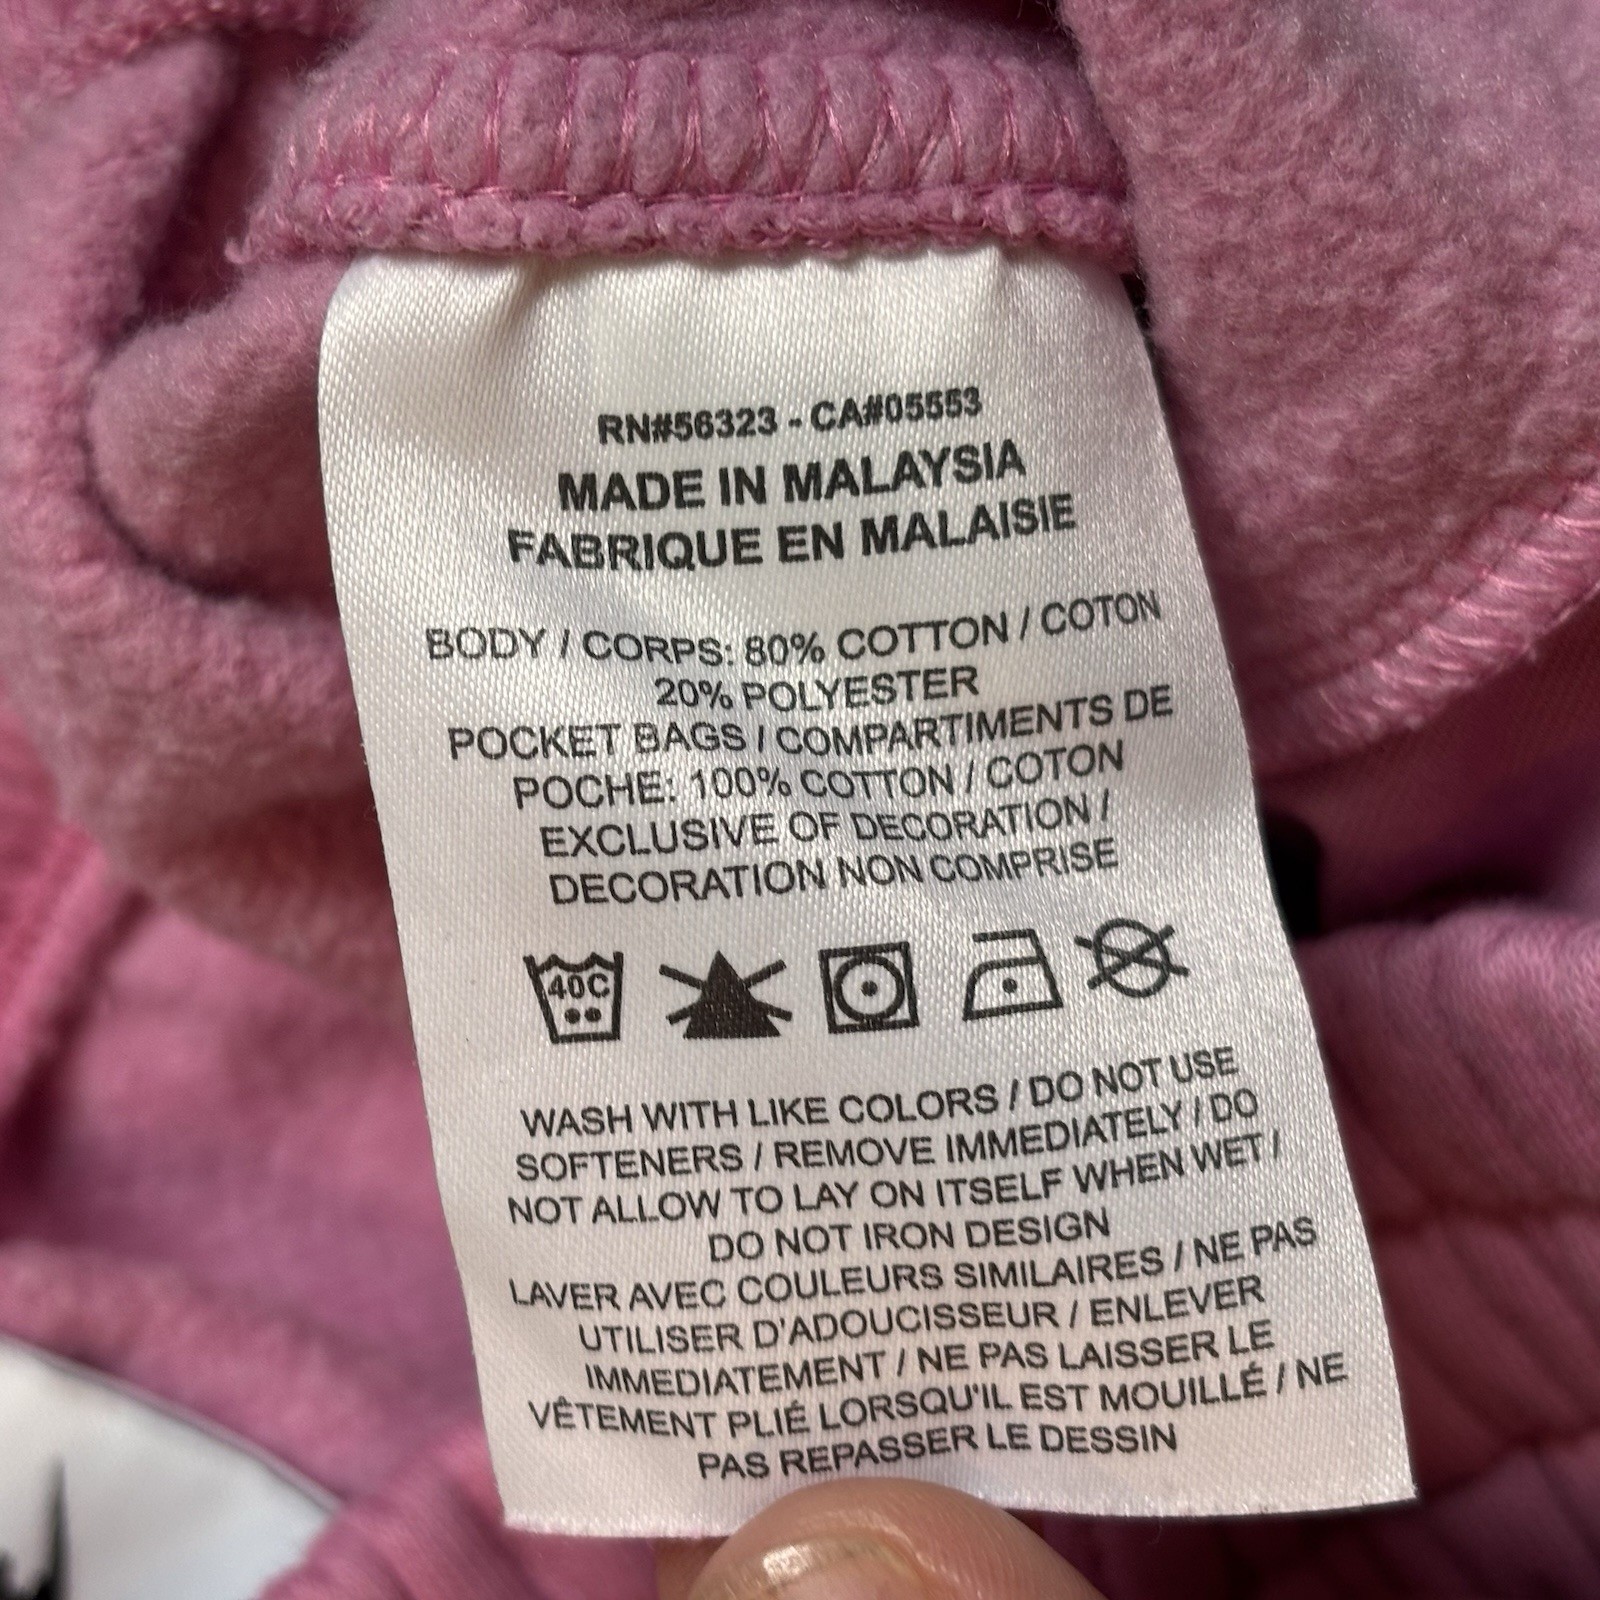 RN#56323 - CA#05553
MADE IN MALAYSIA
FABRIQUE EN MALAISIE
BODY / CORPS: 80% COTTON / COTON
20% POLYESTER
POCKET BAGS / COMPARTIMENTS DE
POCHE: 100% COTTON / COTON
EXCLUSIVE OF DECORATION /
DECORATION NON COMPRISE
40C
WASH WITH LIKE COLORS / DO NOT USE
SOFTENERS / REMOVE IMMEDIATELY / DO
NOT ALLOW TO LAY ON ITSELF WHEN WET /
DO NOT IRON DESIGN
LAVER AVEC COULEURS SIMILAIRES / NE PAS
UTILISER D'ADOUCISSEUR / ENLEVER
IMMEDIATEMENT / NE PAS LAISSER LE
VÊTEMENT PLIÉ LORSQU'IL EST MOUILLÉ / NE
PAS REPASSER LE DESSIN